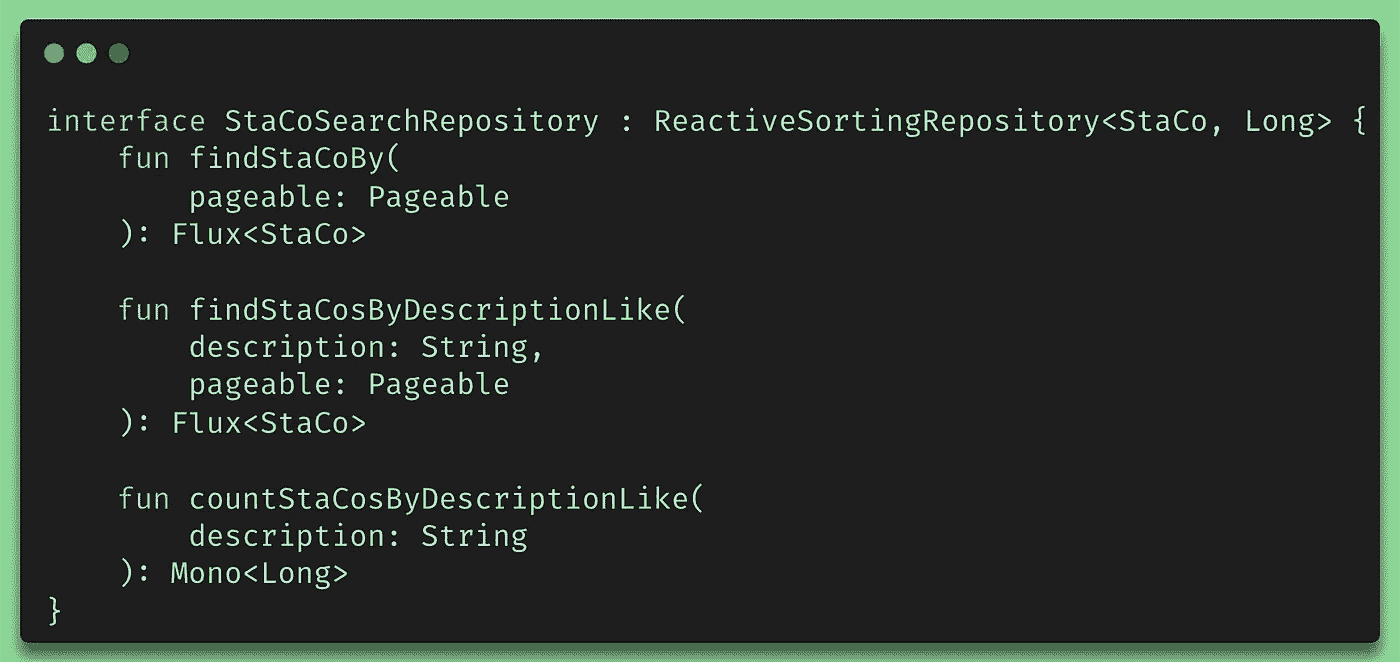 interface StaCoSearchRepository : ReactiveSortingRepository<StaCo, Long> {
    fun findStaCoBy(
        pageable: Pageable
    ): Flux<StaCo>

    fun findStaCosByDescriptionLike(
        description: String,
        pageable: Pageable
    ): Flux<StaCo>

    fun countStaCosByDescriptionLike(
        description: String
    ): Mono<Long>
}